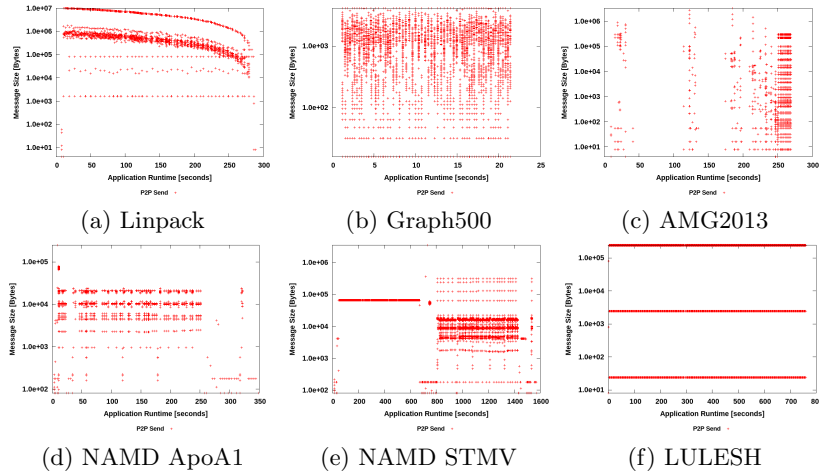 1.0e+07
1.0e+06
1.0e+05
1.0e+04
1.0e+03
1.0e+02
1.0e+01
Message Size [Bytes]
0 50 100 150 200 250 300
Application Runtime [seconds]
P2P Send
(a) Linpack
1.0e+03
1.0e+02
Message Size [Bytes]
0 5 10 15 20 25
Application Runtime [seconds]
P2P Send
(b) Graph500
1.0e+06
1.0e+05
1.0e+04
1.0e+03
1.0e+02
1.0e+01
Message Size [Bytes]
0 50 100 150 200 250 300
Application Runtime [seconds]
P2P Send
(c) AMG2013
1.0e+05
1.0e+04
1.0e+03
1.0e+02
Message Size [Bytes]
0 50 100 150 200 250 300 350
Application Runtime [seconds]
P2P Send
(d) NAMD ApoA1
1.0e+06
1.0e+05
1.0e+04
1.0e+03
1.0e+02
Message Size [Bytes]
0 200 400 600 800 1000 1200 1400 1600
Application Runtime [seconds]
P2P Send
(e) NAMD STMV
1.0e+05
1.0e+04
1.0e+03
1.0e+02
1.0e+01
Message Size [Bytes]
0 100 200 300 400 500 600 700 80
Application Runtime [seconds]
P2P Send
(f) LULESH